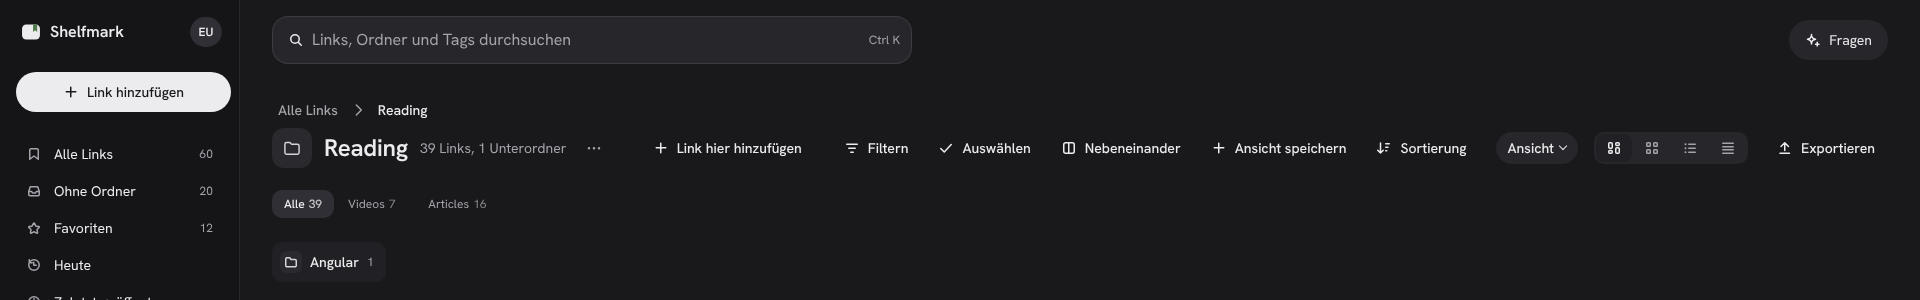 Shelfmark EU
Links, Ordner und Tags durchsuchen Ctrl K
Fragen
Link hinzufügen
Alle Links 60
Ohne Ordner 20
Favoriten 12
Heute
Alle Links > Reading
Reading 39 Links, 1 Unterordner ··· Link hier hinzufügen Filtern Auswählen Nebeneinander Ansicht speichern Sortierung Ansicht Exportieren
Alle 39 Videos 7 Articles 16
Angular 1